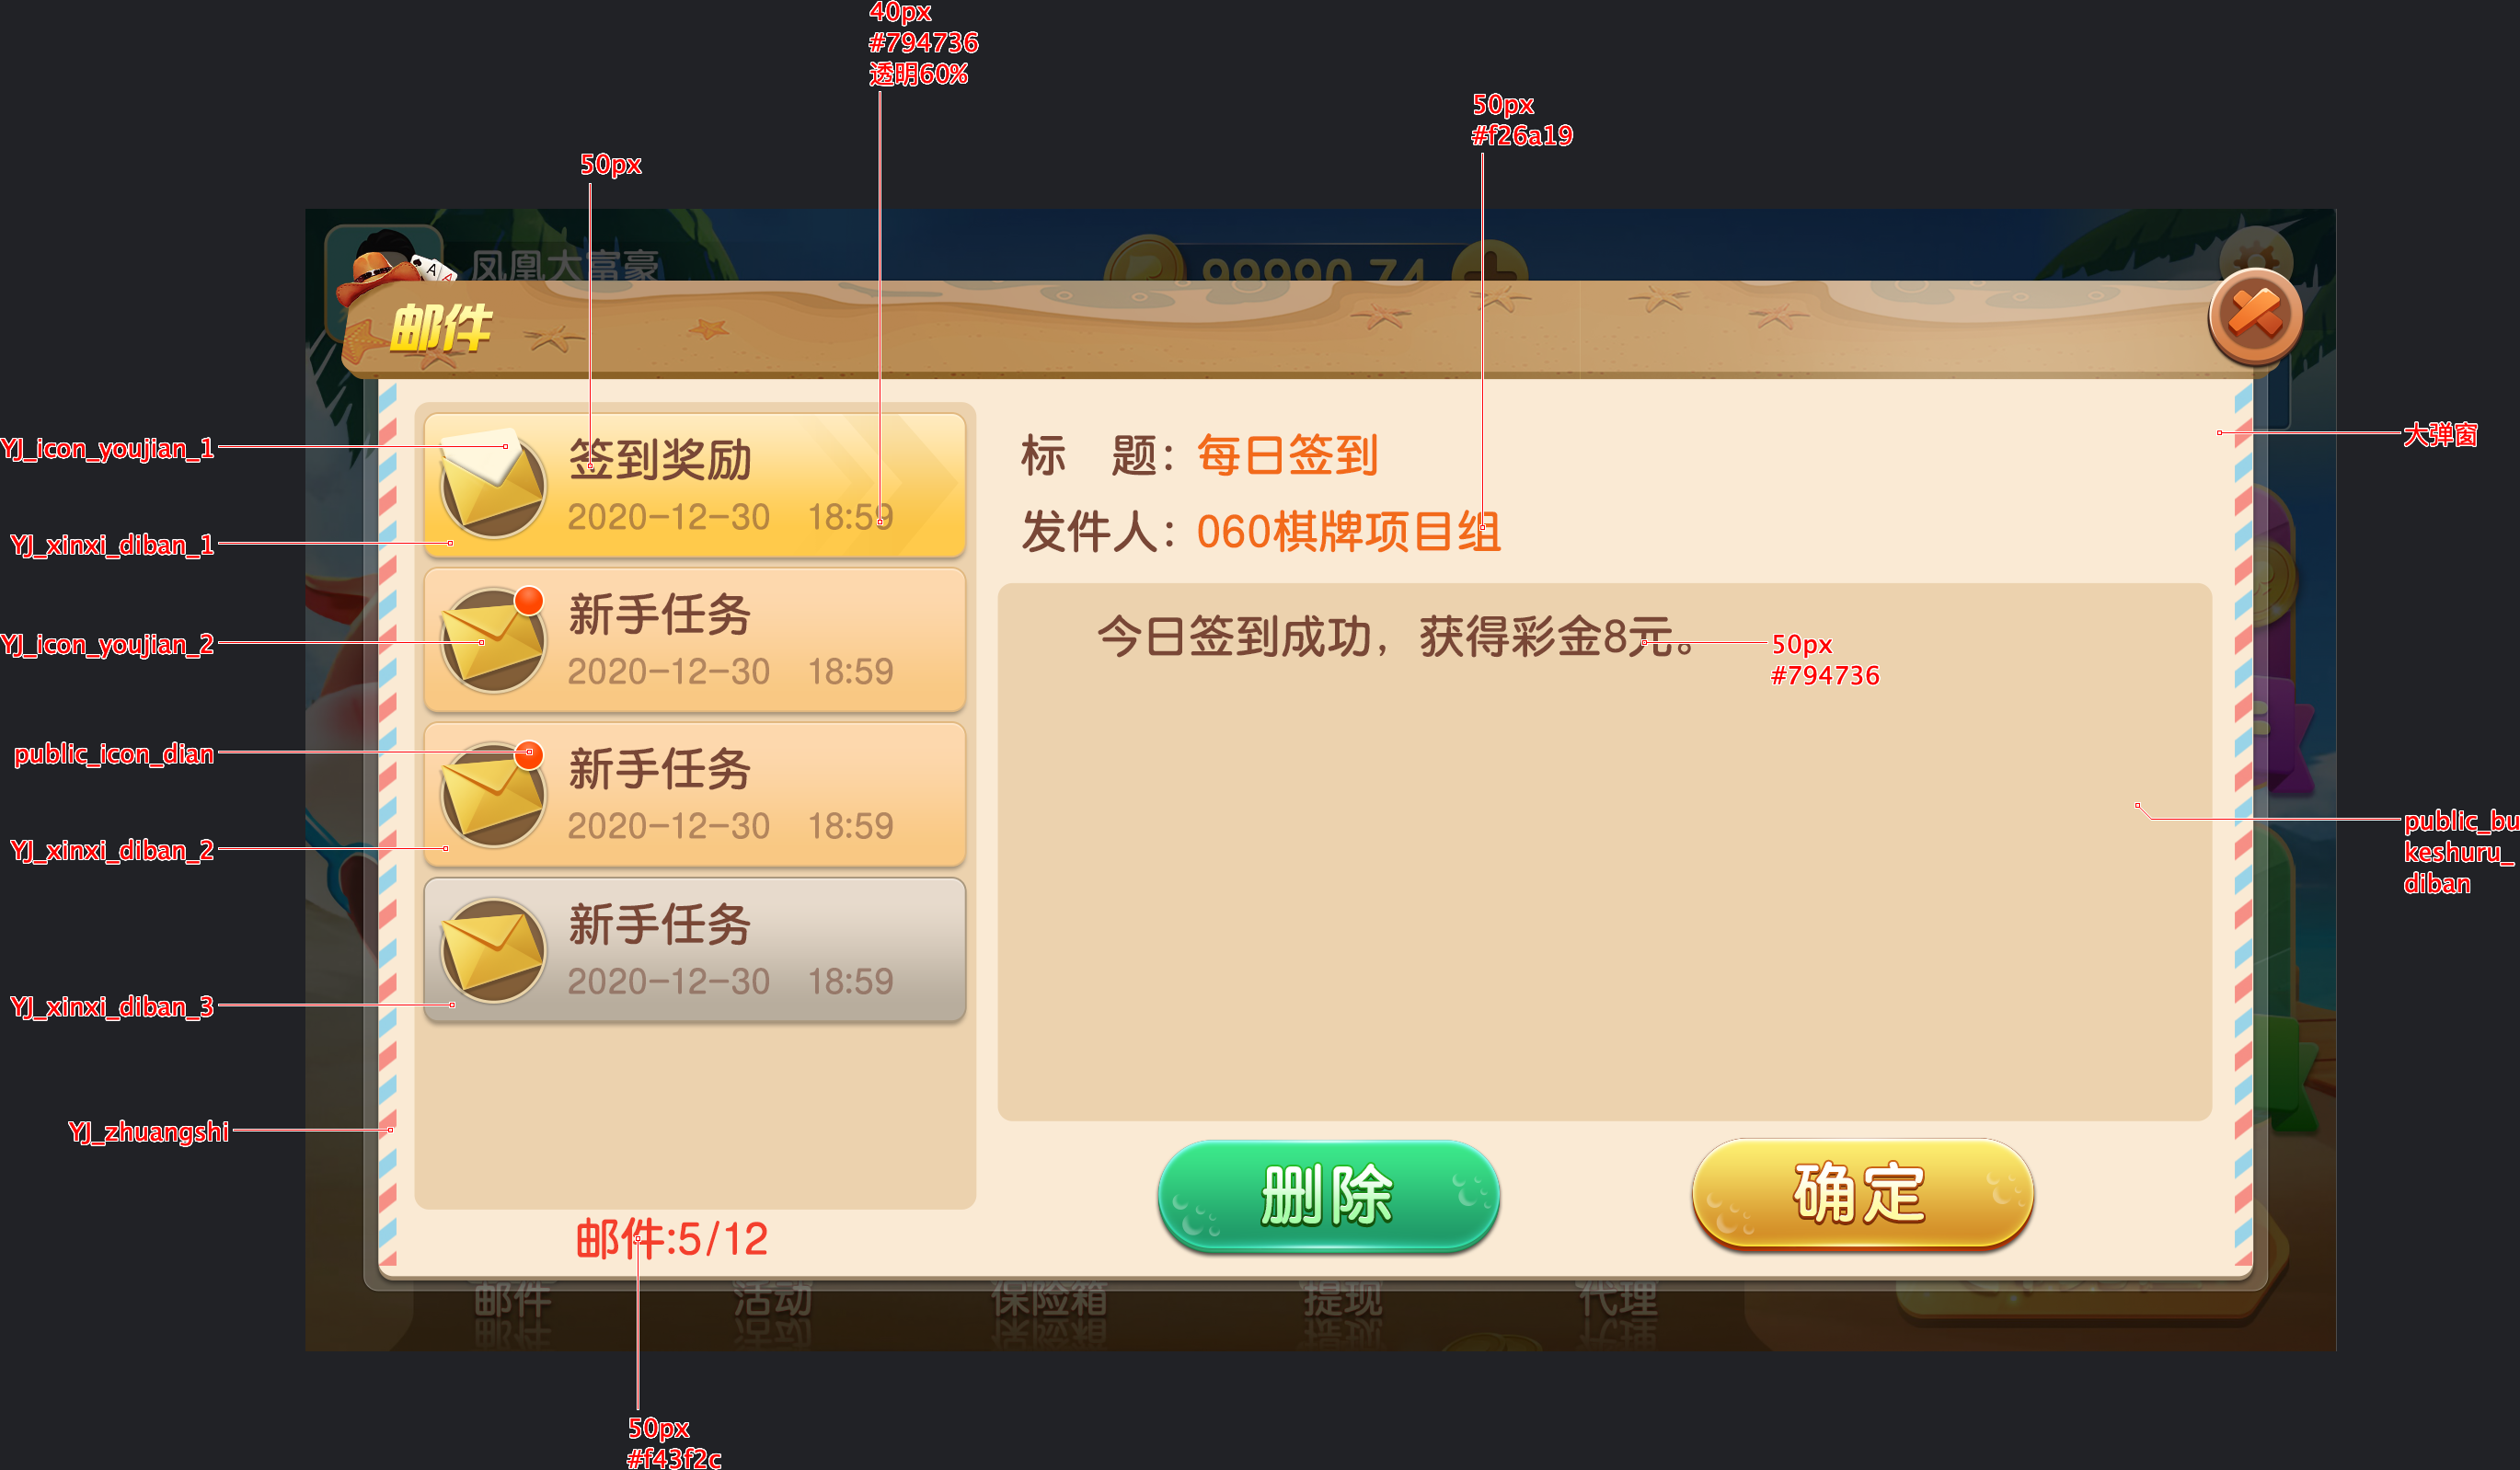 40px
#794736
透明60%
50px
#f26a19
50px
凤凰大富豪
99990.74
A
A
邮件
YJ_icon_youjian_1
签到奖励
2020-12-30 18:59
YJ_xinxi_diban_1
标 题：每日签到
发件人：060棋牌项目组
大弹窗
YJ_icon_youjian_2
新手任务
2020-12-30 18:59
今日签到成功，获得彩金8元。
50px
#794736
public_icon_dian
新手任务
2020-12-30 18:59
YJ_xinxi_diban_2
public_bu
keshuru_
diban
新手任务
2020-12-30 18:59
YJ_xinxi_diban_3
YJ_zhuangshi
删除
确定
邮件:5/12
邮件
活动
保险箱
提现
代理
50px
#f43f2c